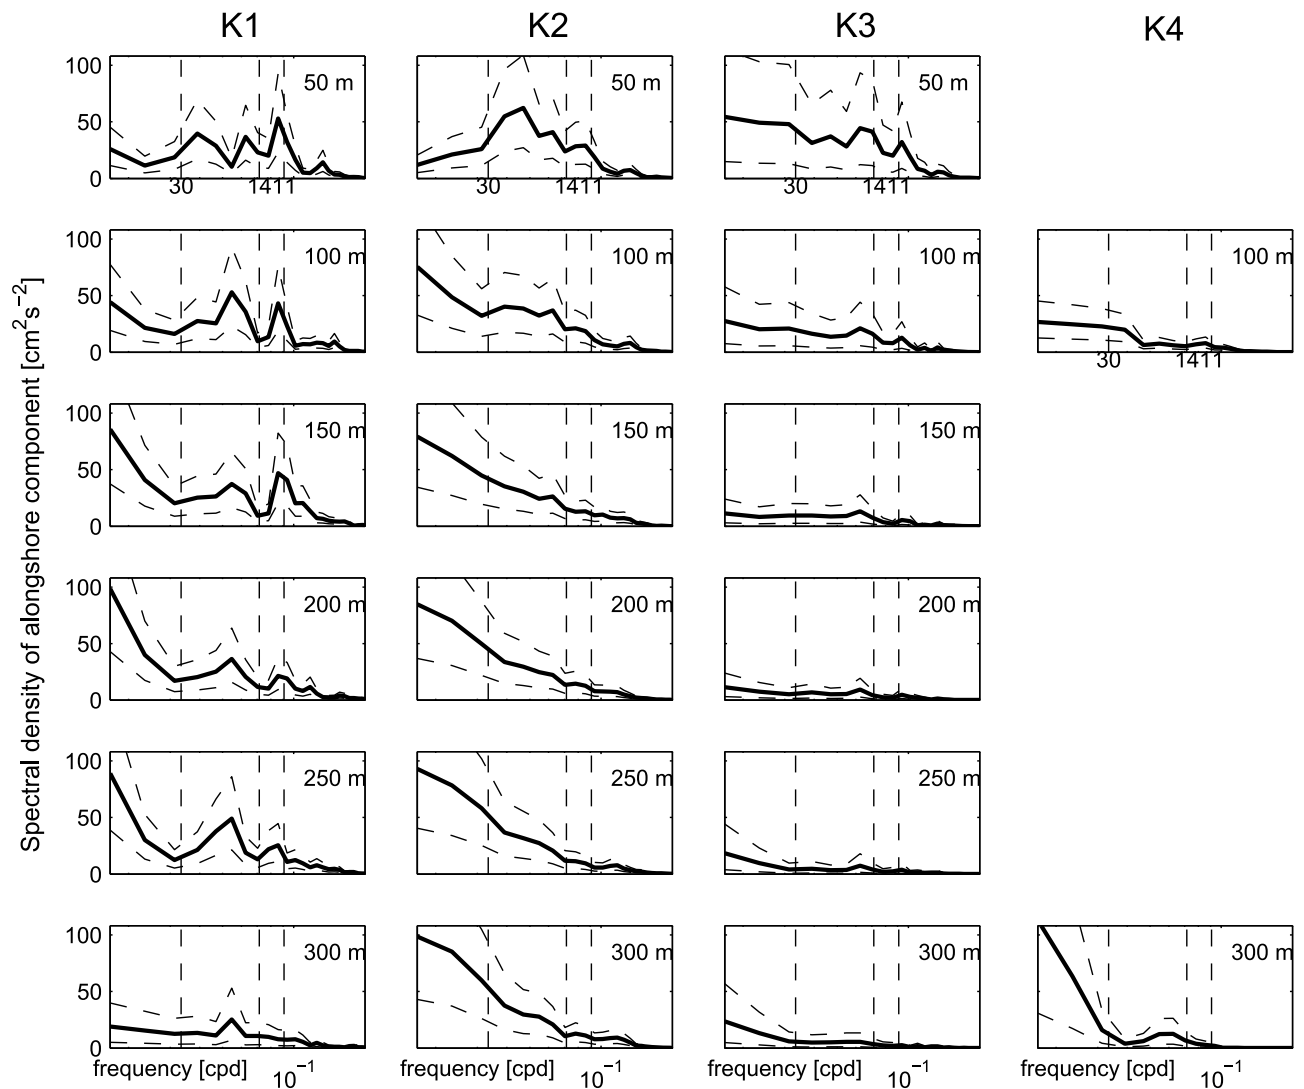 K1 K2 K3 K4
Spectral density of alongshore component [cm²s⁻²]
100 50 m 50 m 50 m
50
0
30 1411 30 1411 30 1411
100 100 m 100 m 100 m 100 m
50
0
30 1411
100 150 m 150 m 150 m
50
0
100 200 m 200 m 200 m
50
0
100 250 m 250 m 250 m
50
0
100 300 m 300 m 300 m 300 m
50
0
frequency [cpd] 10⁻¹ frequency [cpd] 10⁻¹ frequency [cpd] 10⁻¹ frequency [cpd] 10⁻¹